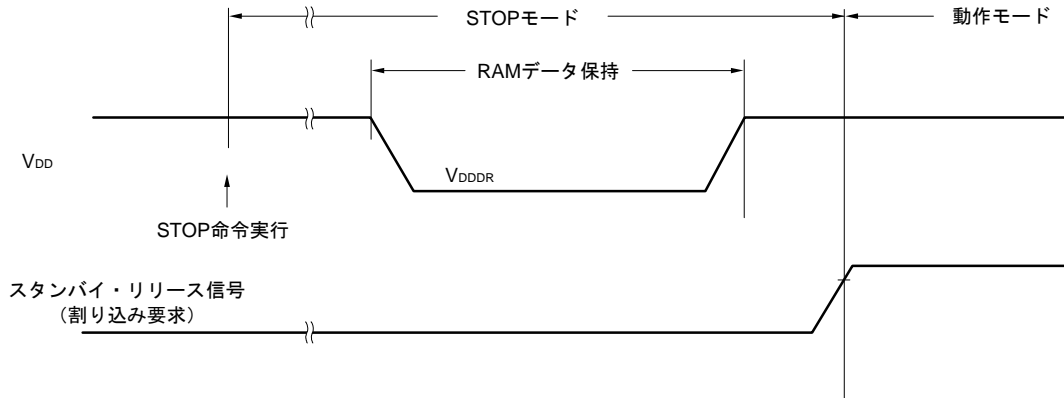 STOPモード
動作モード
RAMデータ保持
VDD
VDDDR
STOP命令実行
スタンバイ・リリース信号
（割り込み要求）